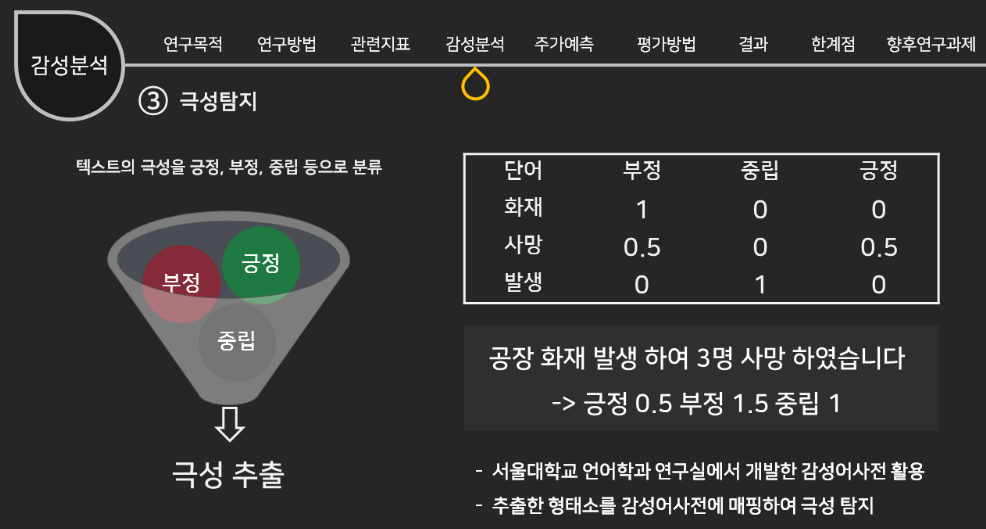 감성분석
연구목적 연구방법 관련지표 감성분석 주가예측 평가방법 결과 한계점 향후연구과제
③ 극성탐지
텍스트의 극성을 긍정, 부정, 중립 등으로 분류
부정
긍정
중립
극성 추출
단어 부정 중립 긍정
화재 1 0 0
사망 0.5 0 0.5
발생 0 1 0
공장 화재 발생 하여 3명 사망 하였습니다
-> 긍정 0.5 부정 1.5 중립 1
- 서울대학교 언어학과 연구실에서 개발한 감성어사전 활용
- 추출한 형태소를 감성어사전에 매핑하여 극성 탐지